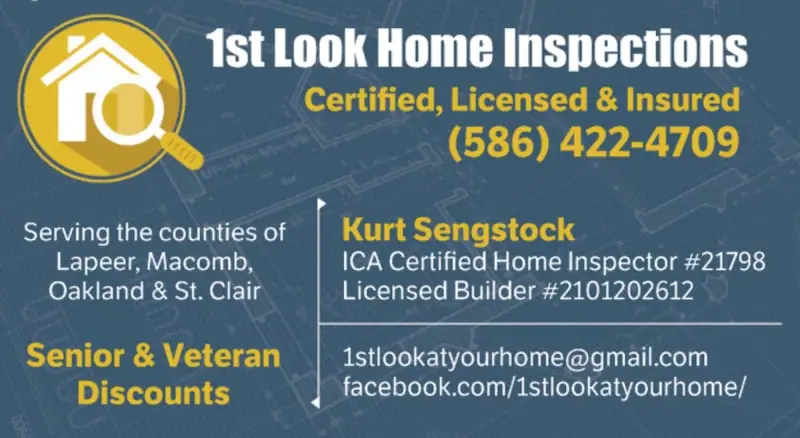 1st Look Home Inspections
Certified, Licensed & Insured
(586) 422-4709
Serving the counties of
Lapeer, Macomb,
Oakland & St. Clair
Senior & Veteran
Discounts
Kurt Sengstock
ICA Certified Home Inspector #21798
Licensed Builder #2101202612
1stlookatyourhome@gmail.com
facebook.com/1stlookatyourhome/